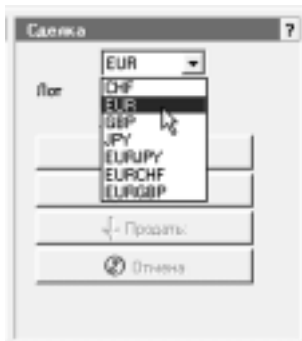 Сделка ?
EUR
Лот
CHF
EUR
GBP
JPY
EURJPY
EURCHF
EURGBP
Продать
Отмена